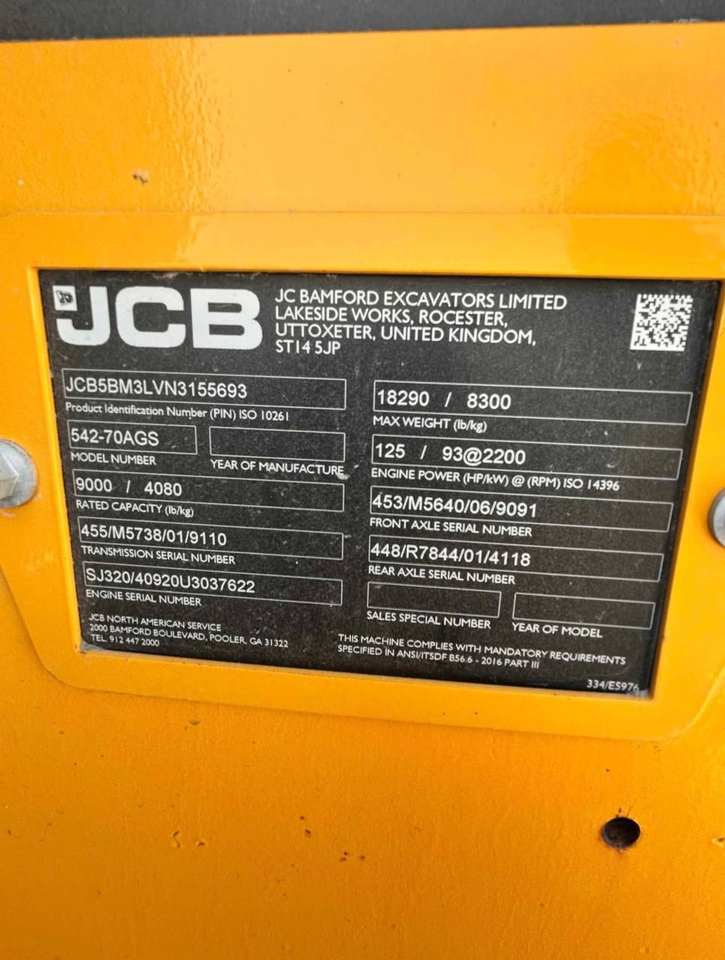 JCB
JC BAMFORD EXCAVATORS LIMITED
LAKESIDE WORKS, ROCESTER,
UTTOXETER, UNITED KINGDOM,
ST14 5JP
JCB5BM3LVN3155693
Product Identification Number (PIN) ISO 10261
542-70AGS
MODEL NUMBER
YEAR OF MANUFACTURE
9000 / 4080
RATED CAPACITY (lb/kg)
455/M5738/01/9110
TRANSMISSION SERIAL NUMBER
SJ320/40920U3037622
ENGINE SERIAL NUMBER
18290 / 8300
MAX WEIGHT (lb/kg)
125 / 93@2200
ENGINE POWER (HP/kW) @ (RPM) ISO 14396
453/M5640/06/9091
FRONT AXLE SERIAL NUMBER
448/R7844/01/4118
REAR AXLE SERIAL NUMBER
SALES SPECIAL NUMBER
YEAR OF MODEL
JCB NORTH AMERICAN SERVICE
2000 BAMFORD BOULEVARD, POOLER, GA 31322
TEL. 912 447 2000
THIS MACHINE COMPLIES WITH MANDATORY REQUIREMENTS
SPECIFIED IN ANSI/ITSDF B56.6 - 2016 PART III
334/E5976